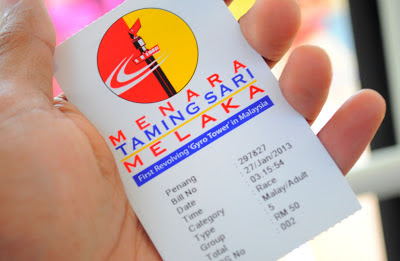 MENARA
TAMING SARI
MELAKA
First Revolving 'Gyro Tower' in Malaysia
Penang
Bill No : 297827
Date : 27/Jan/2013
Time : 03:15:54
Category : Race
Type : Malay/Adult
Group : 5
Total : RM 50
No : 002